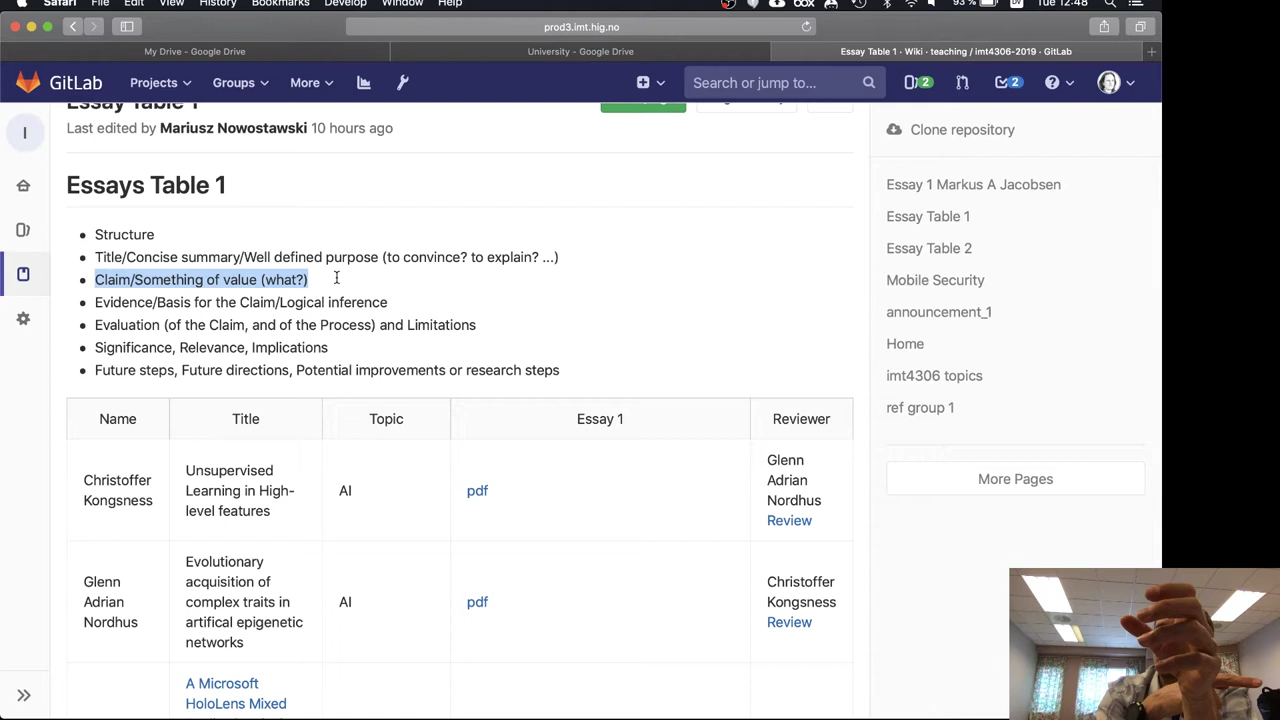 Safari File Edit View History Bookmarks Develop Window Help box 93% Tue 12:48
prod3.imt.hig.no
My Drive - Google Drive University - Google Drive Essay Table 1 · Wiki · teaching / imt4306-2019 · GitLab
GitLab Projects Groups More Search or jump to... 2 2
Essay Table 1
Last edited by Mariusz Nowostawski 10 hours ago
Clone repository
I
Essays Table 1
Structure
Title/Concise summary/Well defined purpose (to convince? to explain? ...)
Claim/Something of value (what?)
Evidence/Basis for the Claim/Logical inference
Evaluation (of the Claim, and of the Process) and Limitations
Significance, Relevance, Implications
Future steps, Future directions, Potential improvements or research steps
Essay 1 Markus A Jacobsen
Essay Table 1
Essay Table 2
Mobile Security
announcement_1
Home
imt4306 topics
ref group 1
More Pages
Name Title Topic Essay 1 Reviewer
Christoffer
Kongsness
Unsupervised
Learning in High-
level features
AI
pdf
Glenn
Adrian
Nordhus
Review
Glenn
Adrian
Nordhus
Evolutionary
acquisition of
complex traits in
artifical epigenetic
networks
AI
pdf
Christoffer
Kongsness
Review
A Microsoft
HoloLens Mixed